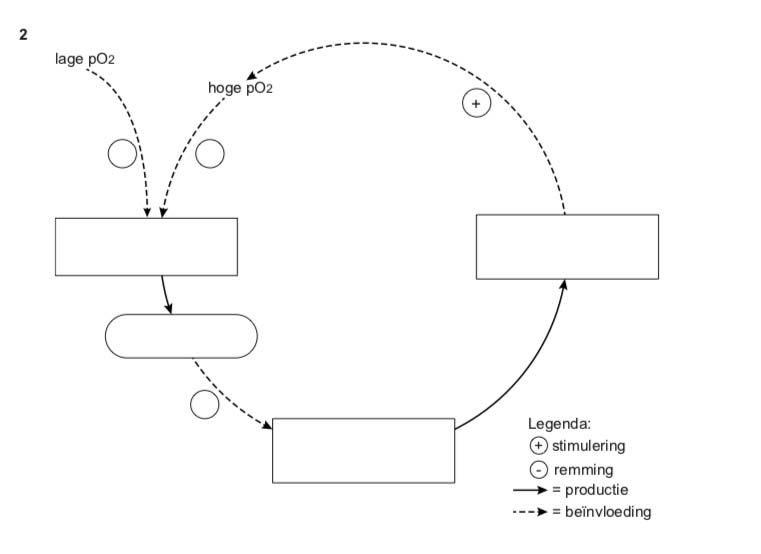 2
lage pO2
hoge pO2
+
Legenda:
+ stimulering
- remming
= productie
= beïnvloeding